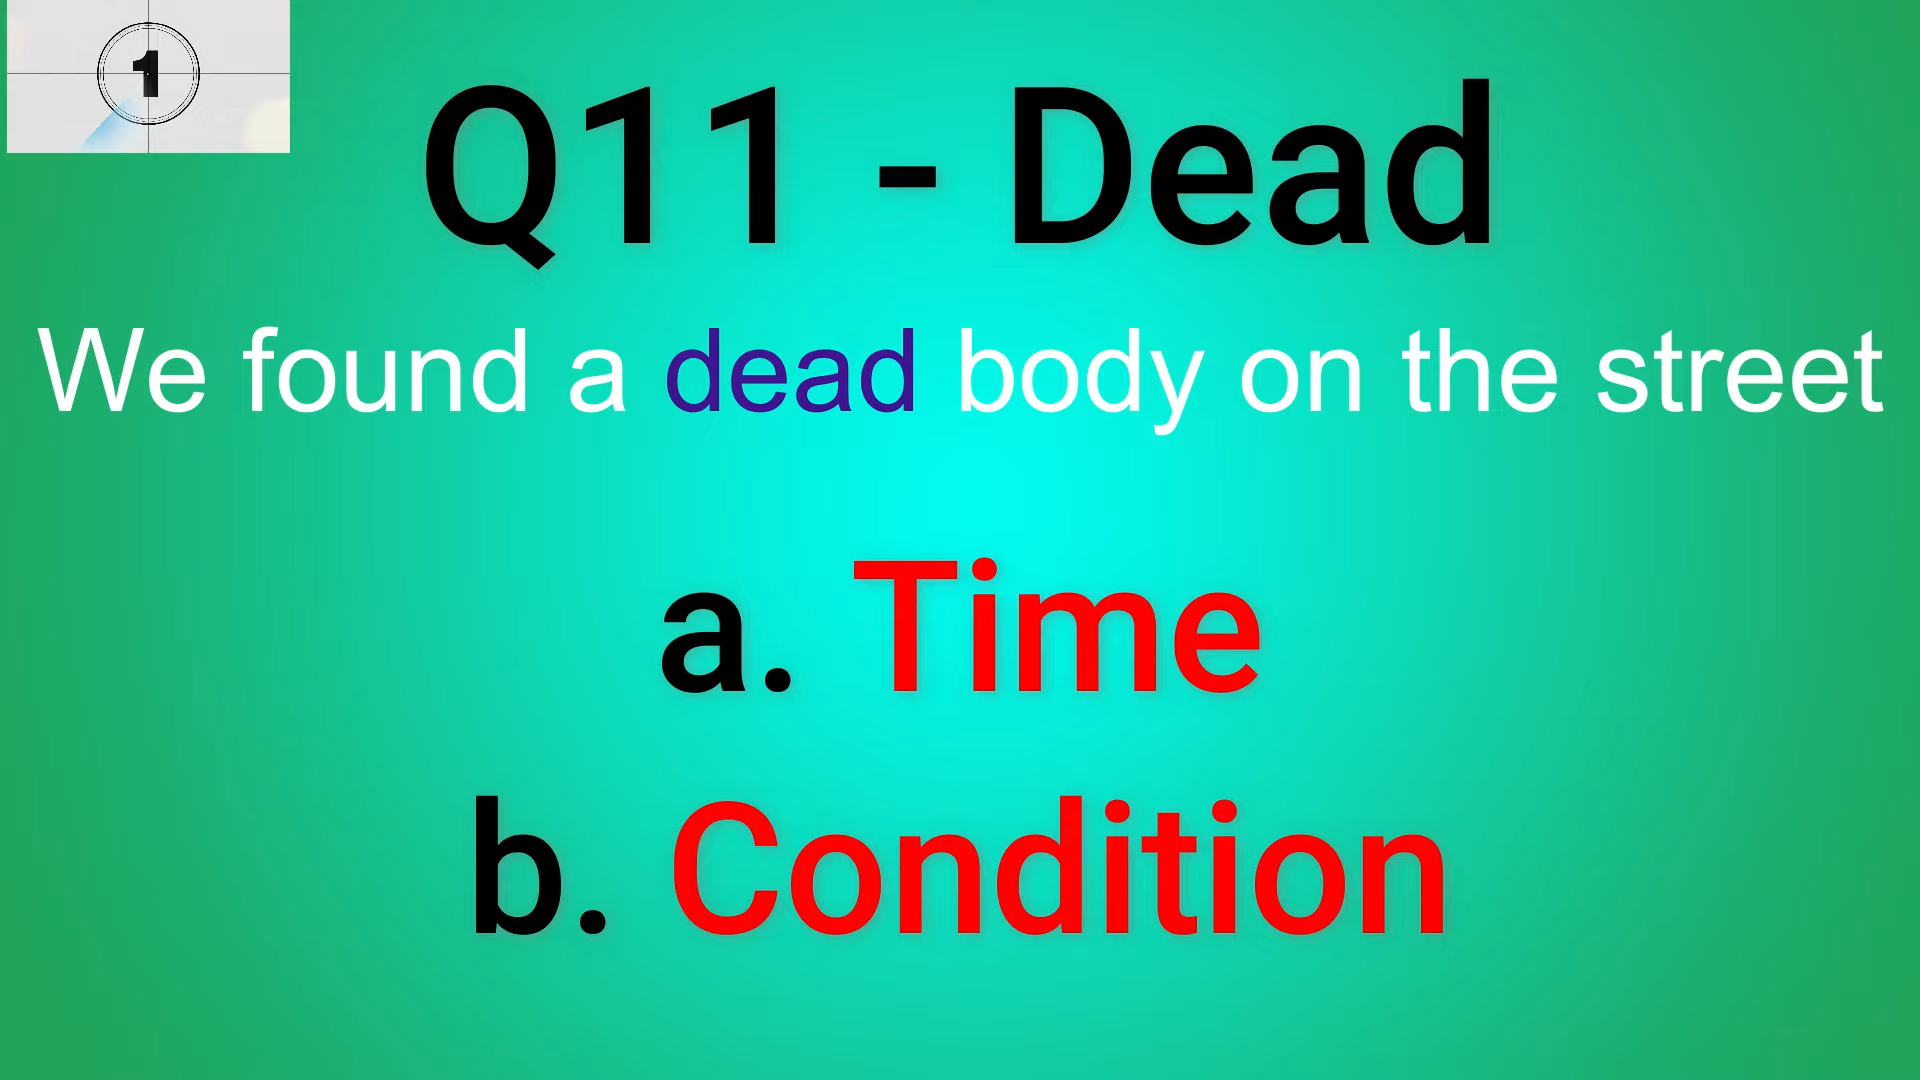 1
Q11 - Dead
We found a dead body on the street
a. Time
b. Condition